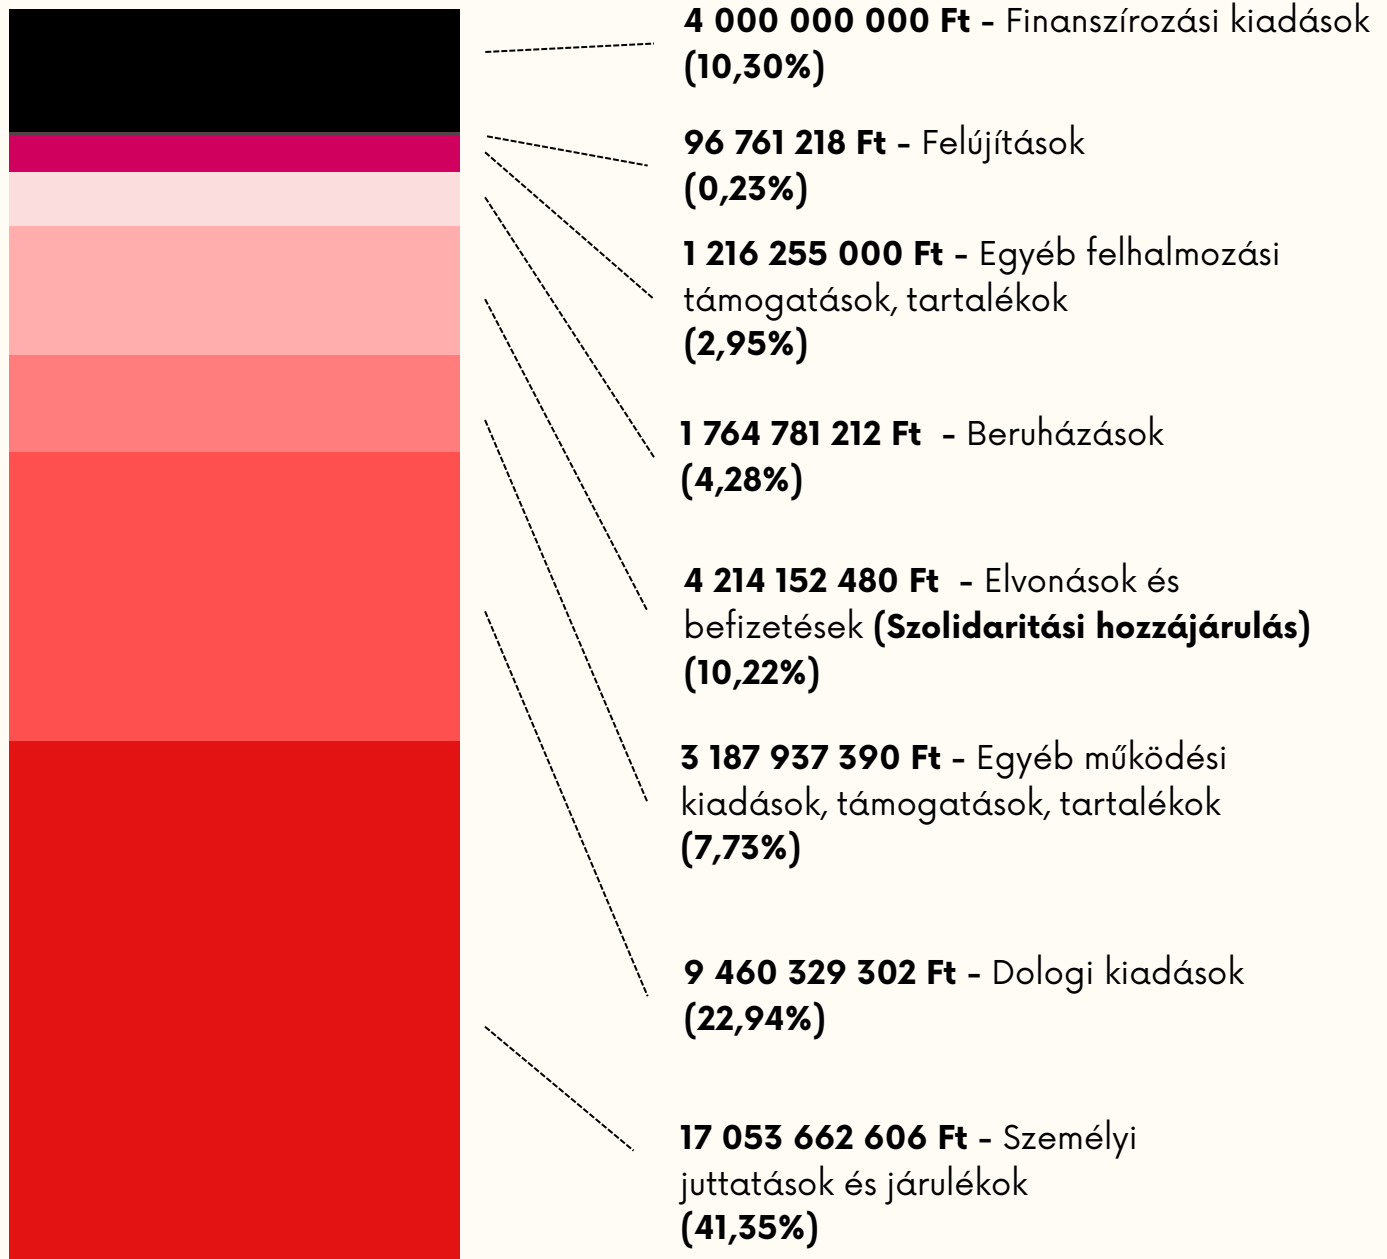 4 000 000 000 Ft - Finanszírozási kiadások
(10,30%)
96 761 218 Ft - Felújítások
(0,23%)
1 216 255 000 Ft - Egyéb felhalmozási
támogatások, tartalékok
(2,95%)
1 764 781 212 Ft - Beruházások
(4,28%)
4 214 152 480 Ft - Elvonások és
befizetések (Szolidaritási hozzájárulás)
(10,22%)
3 187 937 390 Ft - Egyéb működési
kiadások, támogatások, tartalékok
(7,73%)
9 460 329 302 Ft - Dologi kiadások
(22,94%)
17 053 662 606 Ft - Személyi
juttatások és járulékok
(41,35%)